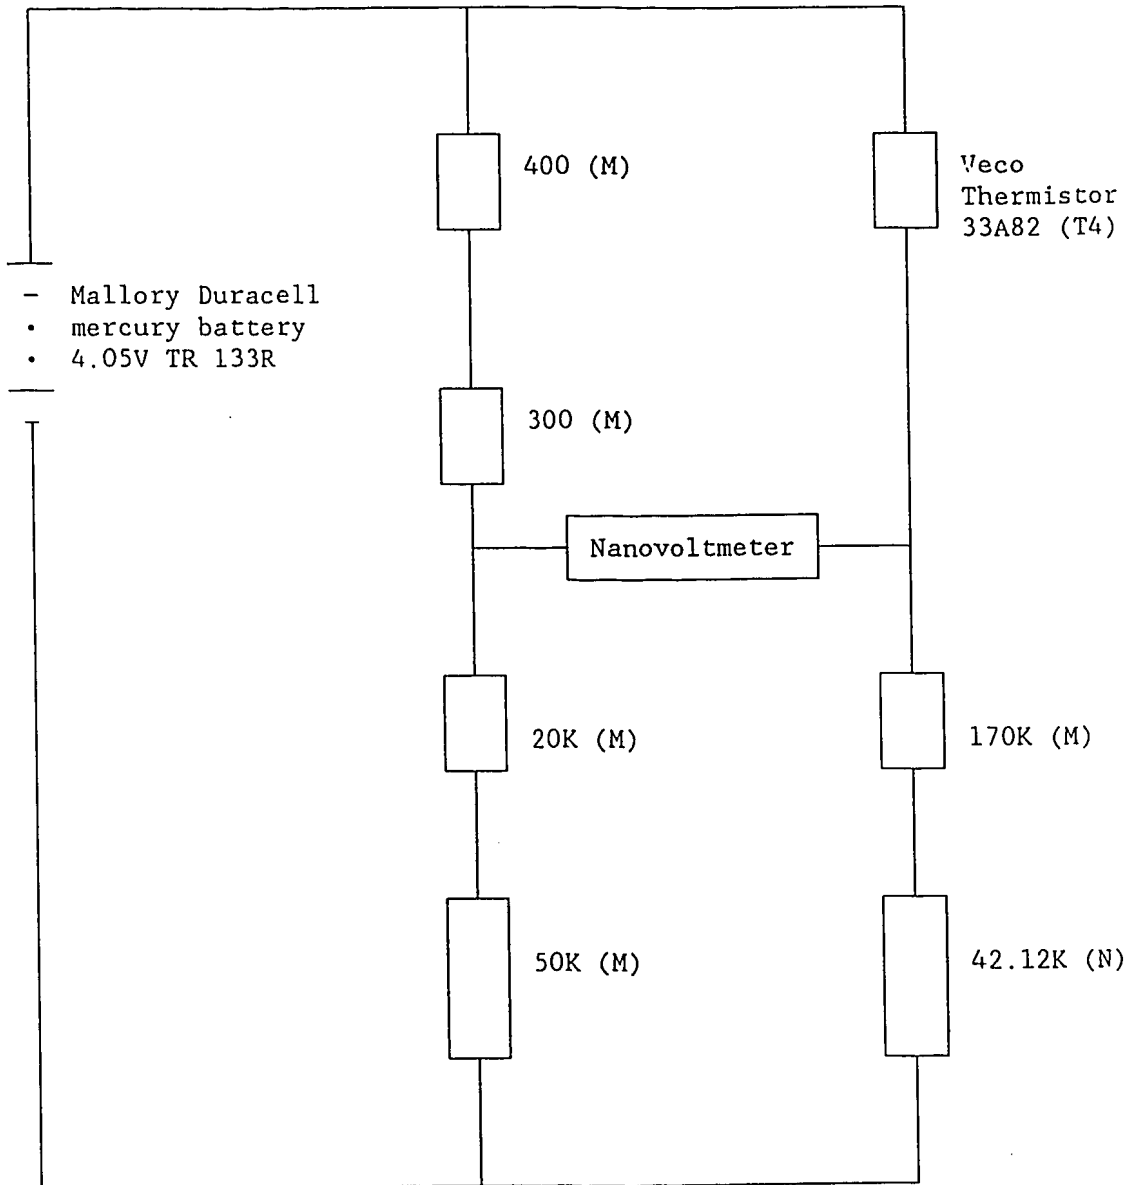 400 (M)
Veco
Thermistor
33A82 (T4)
- Mallory Duracell
• mercury battery
• 4.05V TR 133R
300 (M)
Nanovoltmeter
20K (M)
170K (M)
50K (M)
42.12K (N)